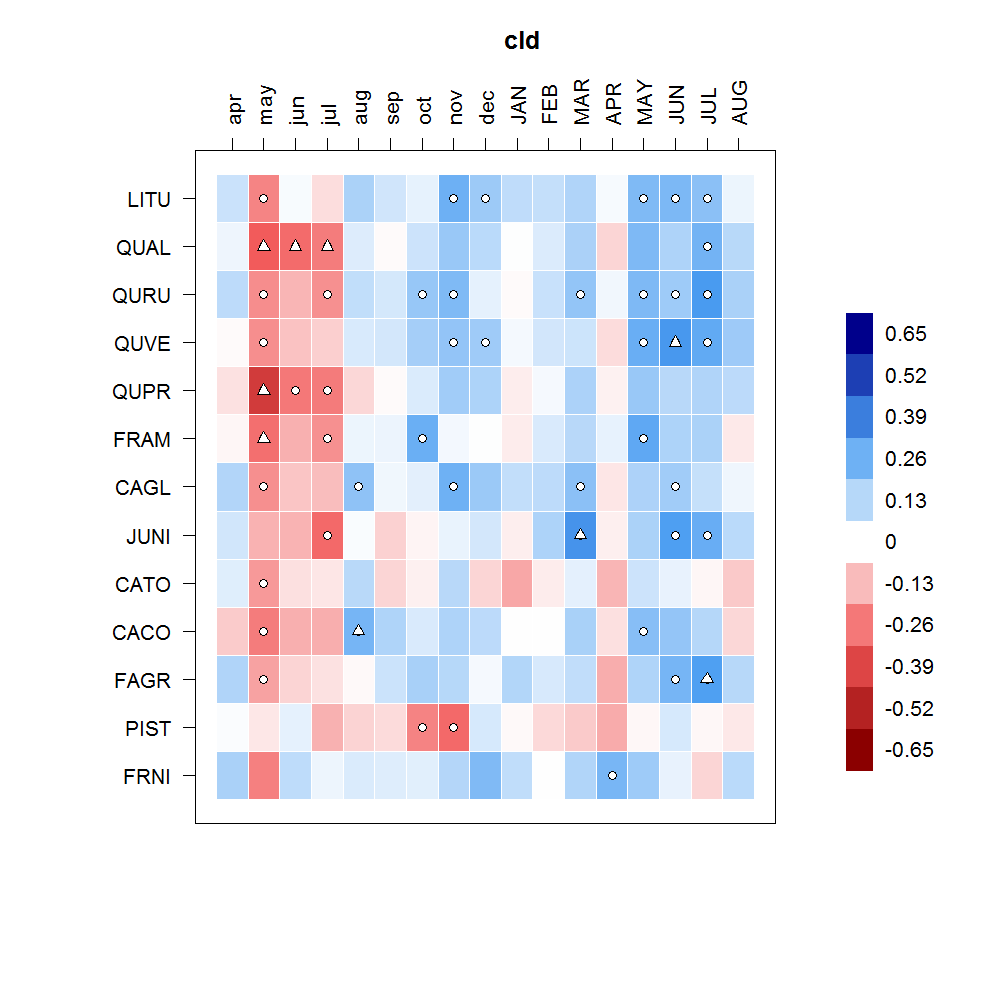 cld
apr may jun jul aug sep oct nov dec JAN FEB MAR APR MAY JUN JUL AUG
LITU
QUAL
QURU
QUVE
QUPR
FRAM
CAGL
JUNI
CATO
CACO
FAGR
PIST
FRNI
0.65
0.52
0.39
0.26
0.13
0
-0.13
-0.26
-0.39
-0.52
-0.65